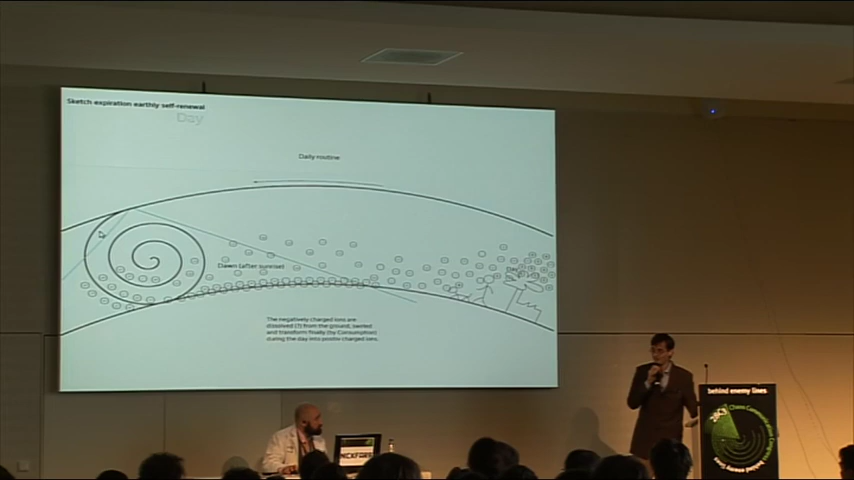 Sketch expiration earthly self-renewal
Day
Daily routine
Dawn (after sunrise)
Day
The negatively charged ions are
dissolved (?) from the ground, swirled
and transform finally (by Consumption)
during the day into positiv charged ions.
behind enemy lines